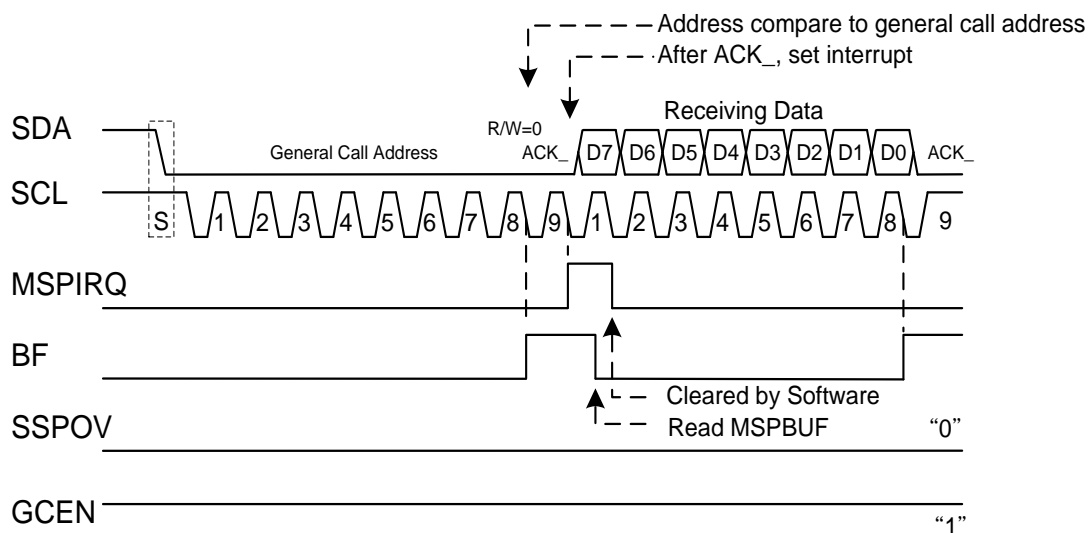 Address compare to general call address
After ACK_, set interrupt
SDA
R/W=0
Receiving Data
General Call Address
ACK_
D7 D6 D5 D4 D3 D2 D1 D0
ACK_
SCL
S
1 2 3 4 5 6 7 8 9 1 2 3 4 5 6 7 8 9
MSPIRQ
BF
Cleared by Software
Read MSPBUF
SSPOV
“0”
GCEN
“1”